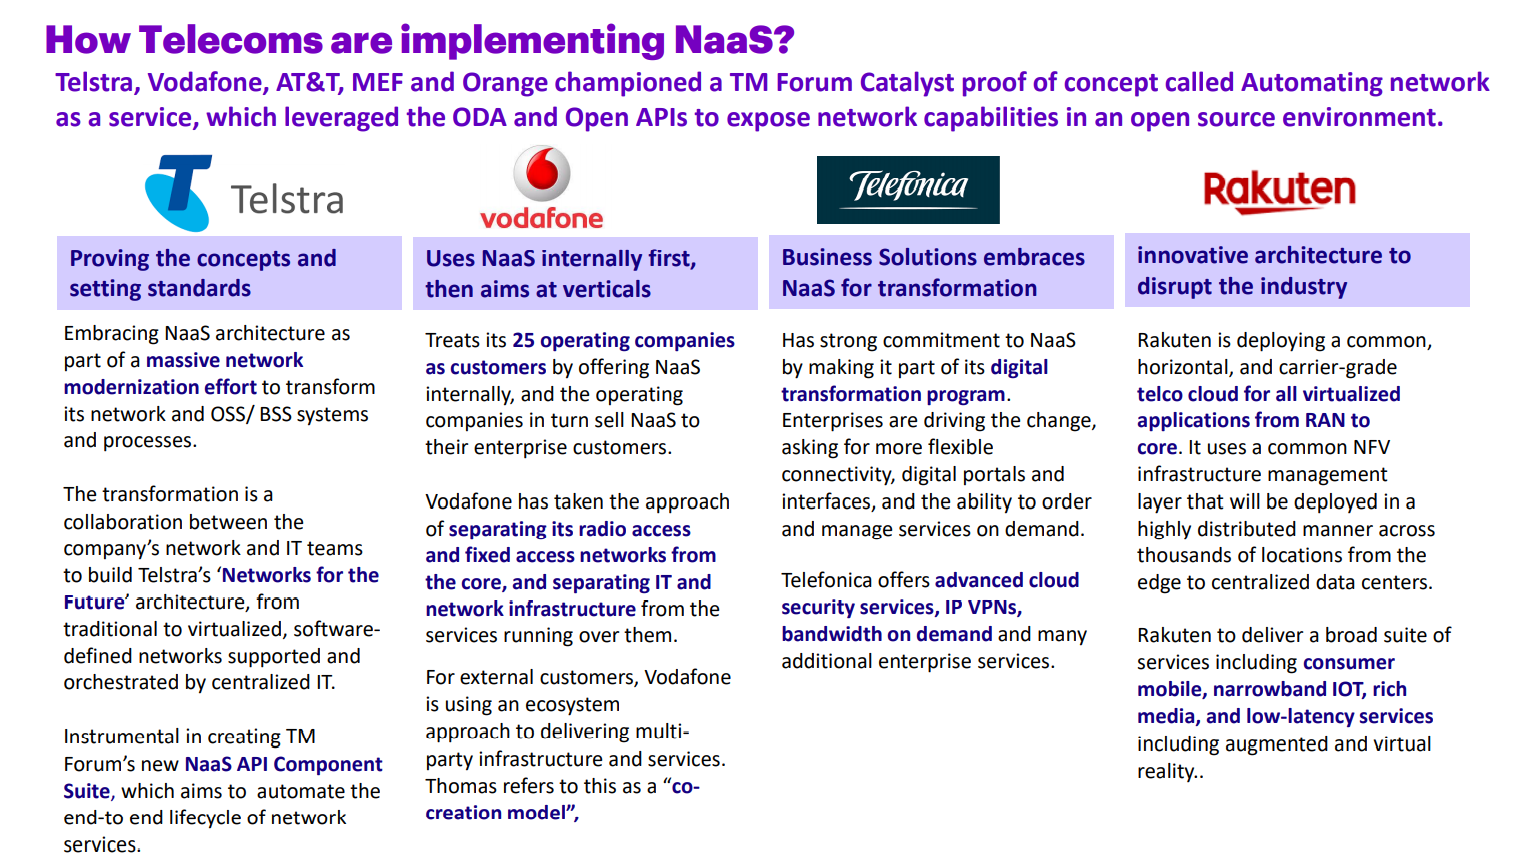 How Telecoms are implementing NaaS?
Telstra, Vodafone, AT&T, MEF and Orange championed a TM Forum Catalyst proof of concept called Automating network
as a service, which leveraged the ODA and Open APIs to expose network capabilities in an open source environment.
Telstra
Proving the concepts and
setting standards
Embracing NaaS architecture as
part of a massive network
modernization effort to transform
its network and OSS/ BSS systems
and processes.
The transformation is a
collaboration between the
company's network and IT teams
to build Telstra's ‘Networks for the
Future’ architecture, from
traditional to virtualized, software-
defined networks supported and
orchestrated by centralized IT.
Instrumental in creating TM
Forum's new NaaS API Component
Suite, which aims to  automate the
end-to end lifecycle of network
services.
vodafone
Uses NaaS internally first,
then aims at verticals
Treats its 25 operating companies
as customers by offering NaaS
internally, and the operating
companies in turn sell NaaS to
their enterprise customers.
Vodafone has taken the approach
of separating its radio access
and fixed access networks from
the core, and separating IT and
network infrastructure from the
services running over them.
For external customers, Vodafone
is using an ecosystem
approach to delivering multi-
party infrastructure and services.
Thomas refers to this as a “co-
creation model”,
Telefónica
Business Solutions embraces
NaaS for transformation
Has strong commitment to NaaS
by making it part of its digital
transformation program.
Enterprises are driving the change,
asking for more flexible
connectivity, digital portals and
interfaces, and the ability to order
and manage services on demand.
Telefonica offers advanced cloud
security services, IP VPNs,
bandwidth on demand and many
additional enterprise services.
Rakuten
innovative architecture to
disrupt the industry
Rakuten is deploying a common,
horizontal, and carrier-grade
telco cloud for all virtualized
applications from RAN to
core. It uses a common NFV
infrastructure management
layer that will be deployed in a
highly distributed manner across
thousands of locations from the
edge to centralized data centers.
Rakuten to deliver a broad suite of
services including consumer
mobile, narrowband IOT, rich
media, and low-latency services
including augmented and virtual
reality..